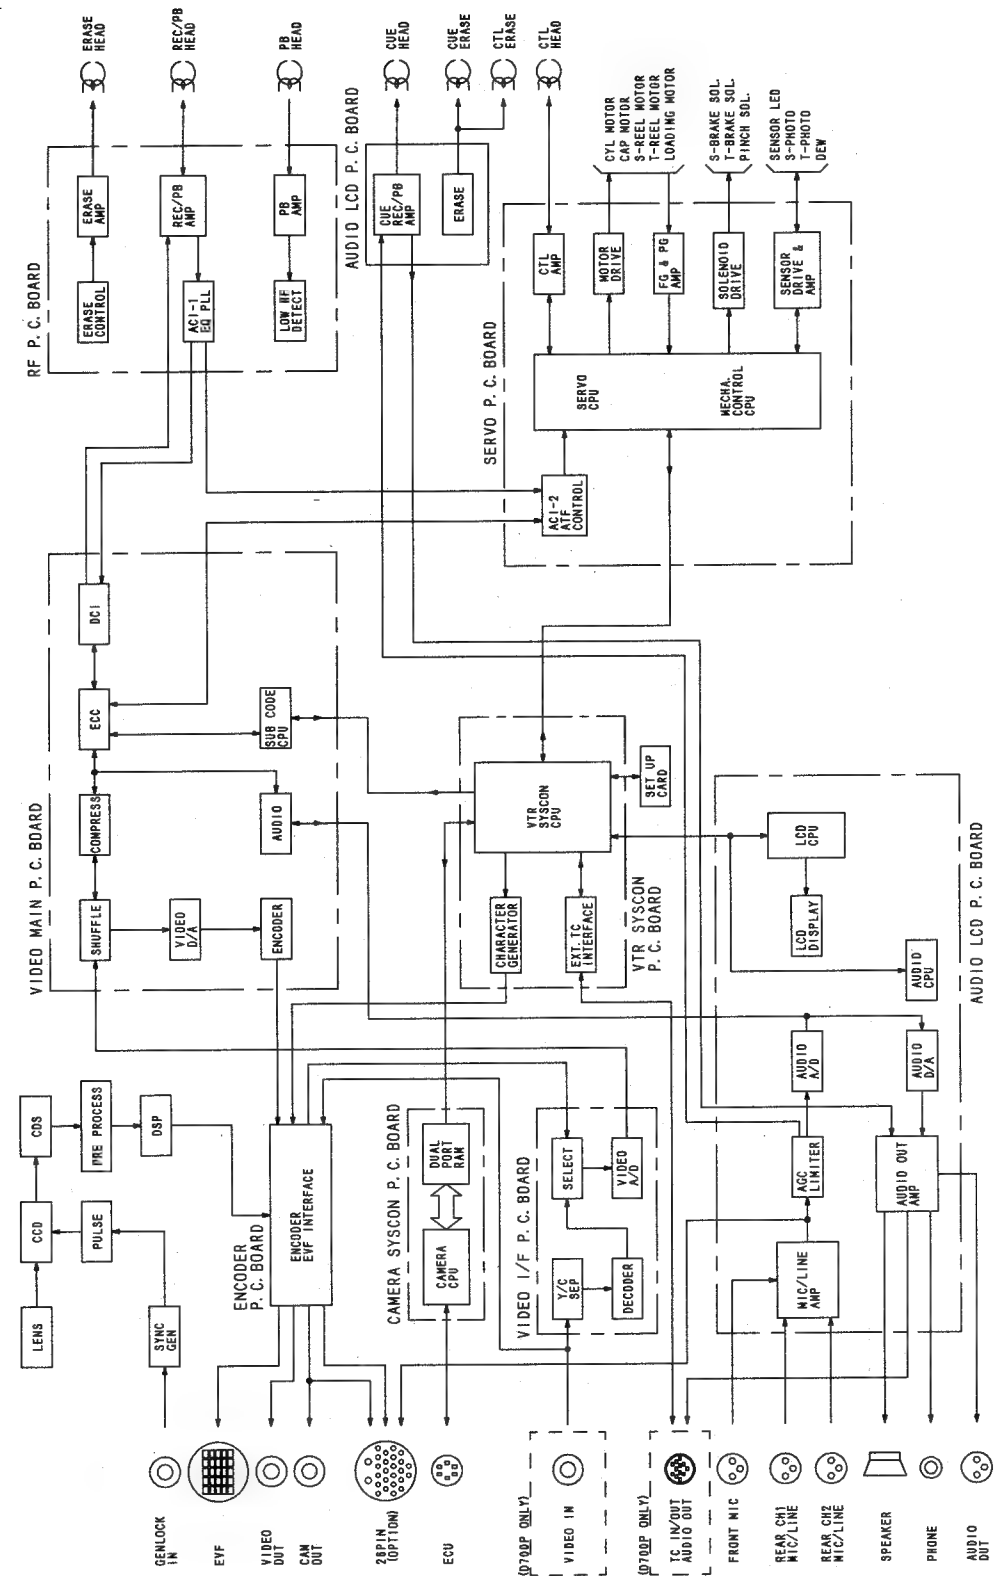 GENLOCK
IN
EVF
VIDEO
OUT
CAM
OUT
26PIN
(OPTION)
ECU
(D700P ONLY)
VIDEO IN
(D700P ONLY)
TC IN/OUT
AUDIO OUT
FRONT MIC
REAR CH1
MIC/LINE
REAR CH2
MIC/LINE
SPEAKER
PHONE
AUDIO
OUT
LENS
CCD
CDS
PULSE
PRE PROCESS
SYNC
GEN
DSP
ENCODER
P. C. BOARD
ENCODER
EVF INTERFACE
CAMERA SYSCON P. C. BOARD
CAMERA
CPU
DUAL
PORT
RAM
VIDEO I/F P. C. BOARD
Y/C
SEP
SELECT
DECODER
VIDEO
A/D
MIC/LINE
AMP
AGC
LIMITER
AUDIO
A/D
AUDIO OUT
AMP
AUDIO
D/A
AUDIO
CPU
LCD
DISPLAY
LCD
CPU
AUDIO LCD P. C. BOARD
VIDEO MAIN P. C. BOARD
SHUFFLE
COMPRESS
ECC
DCI
VIDEO
D/A
ENCODER
AUDIO
SUB CODE
CPU
CHARACTER
GENERATOR
EXT. TC
INTERFACE
VTR
SYSCON
CPU
VTR SYSCON
P. C. BOARD
SET UP
CARD
RF P. C. BOARD
ERASE
CONTROL
ERASE
AMP
ERASE
HEAD
ACI-1
EQ PLL
REC/PB
AMP
REC/PB
HEAD
LOW HF
DETECT
PB
AMP
PB
HEAD
AUDIO LCD P. C. BOARD
CUE
REC/PB
AMP
CUE
HEAD
ERASE
CUE
ERASE
CTL
ERASE
CTL
HEAD
SERVO P. C. BOARD
ACI-2
ATF
CONTROL
SERVO
CPU
MECHA.
CONTROL
CPU
CTL
AMP
MOTOR
DRIVE
FG & PG
AMP
SOLENOID
DRIVE
SENSOR
DRIVE &
AMP
CYL MOTOR
CAP MOTOR
S-REEL MOTOR
T-REEL MOTOR
LOADING MOTOR
S-BRAKE SOL.
T-BRAKE SOL.
PINCH SOL.
SENSOR LED
S-PHOTO
T-PHOTO
DEW